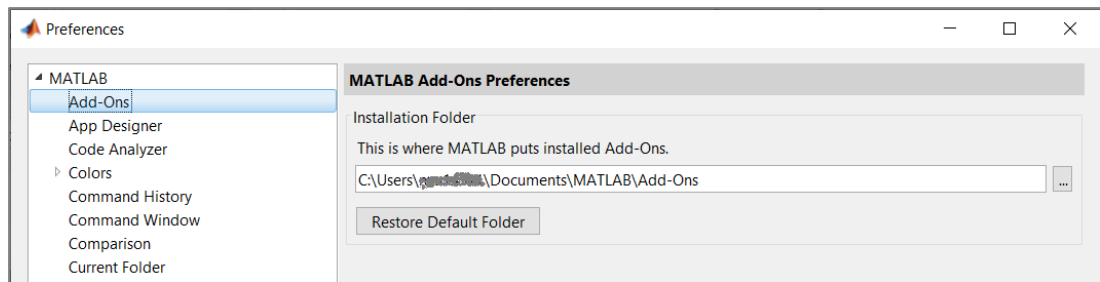 Preferences
MATLAB
Add-Ons
App Designer
Code Analyzer
Colors
Command History
Command Window
Comparison
Current Folder
MATLAB Add-Ons Preferences
Installation Folder
This is where MATLAB puts installed Add-Ons.
C:\Users\ \Documents\MATLAB\Add-Ons
...
Restore Default Folder